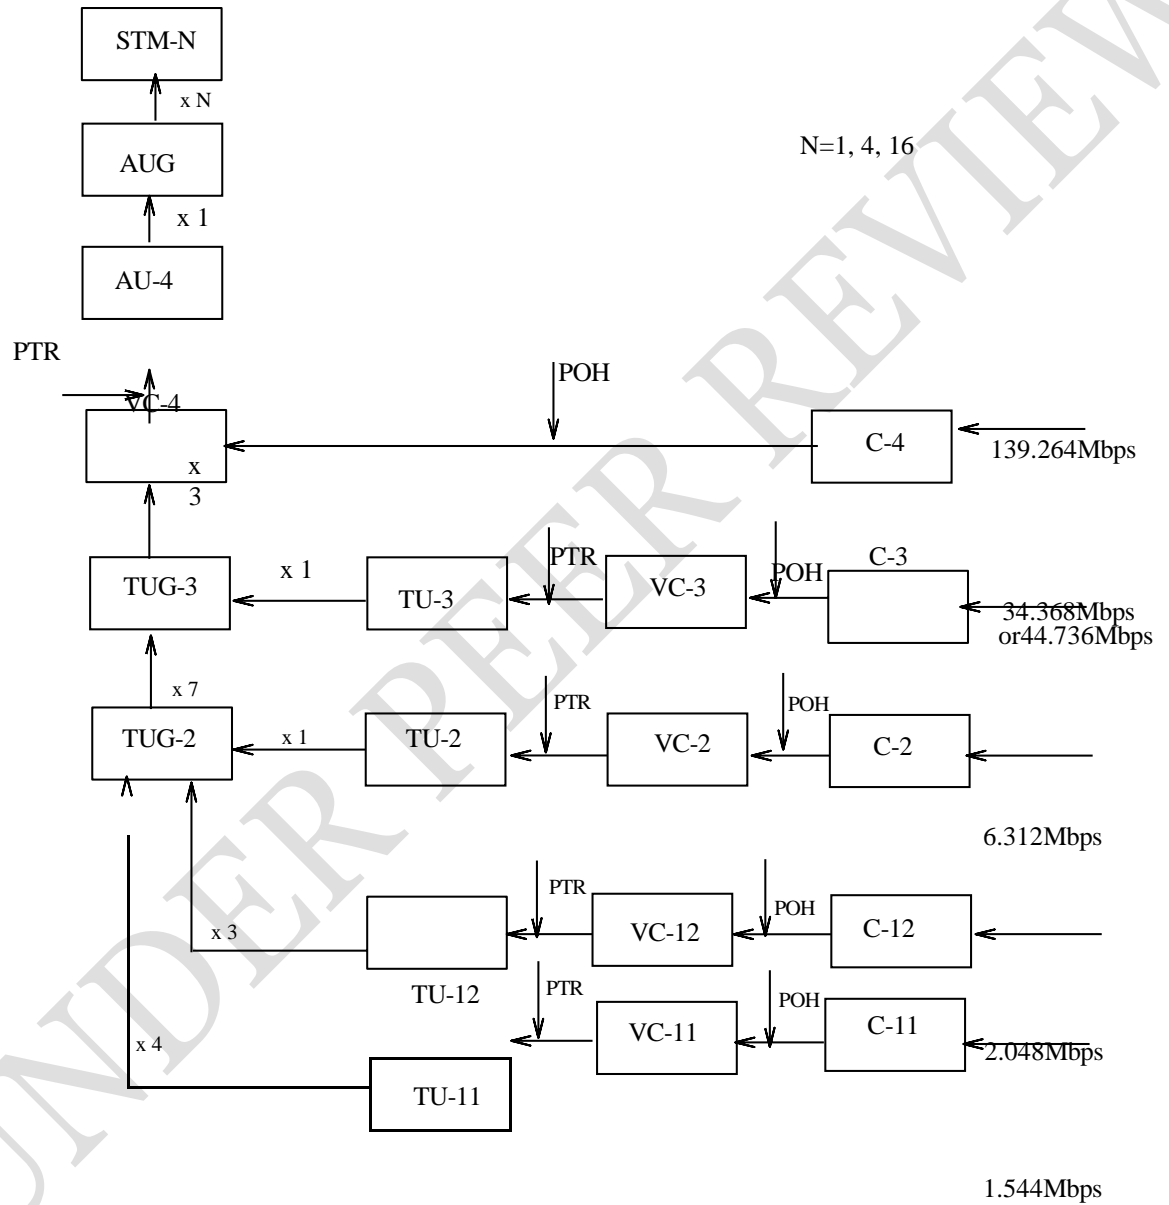 STM-N
x N
AUG
N=1, 4, 16
x 1
AU-4
PTR
POH
VC-4
C-4
139.264Mbps
x
3
PTR
C-3
x 1
TUG-3
TU-3
VC-3
POH
34.368Mbps
or44.736Mbps
x 7
PTR
POH
TUG-2
x 1
TU-2
VC-2
C-2
6.312Mbps
PTR
POH
x 3
VC-12
C-12
TU-12
PTR
POH
VC-11
C-11
x 4
2.048Mbps
TU-11
1.544Mbps
UNDER PEER REVIEW